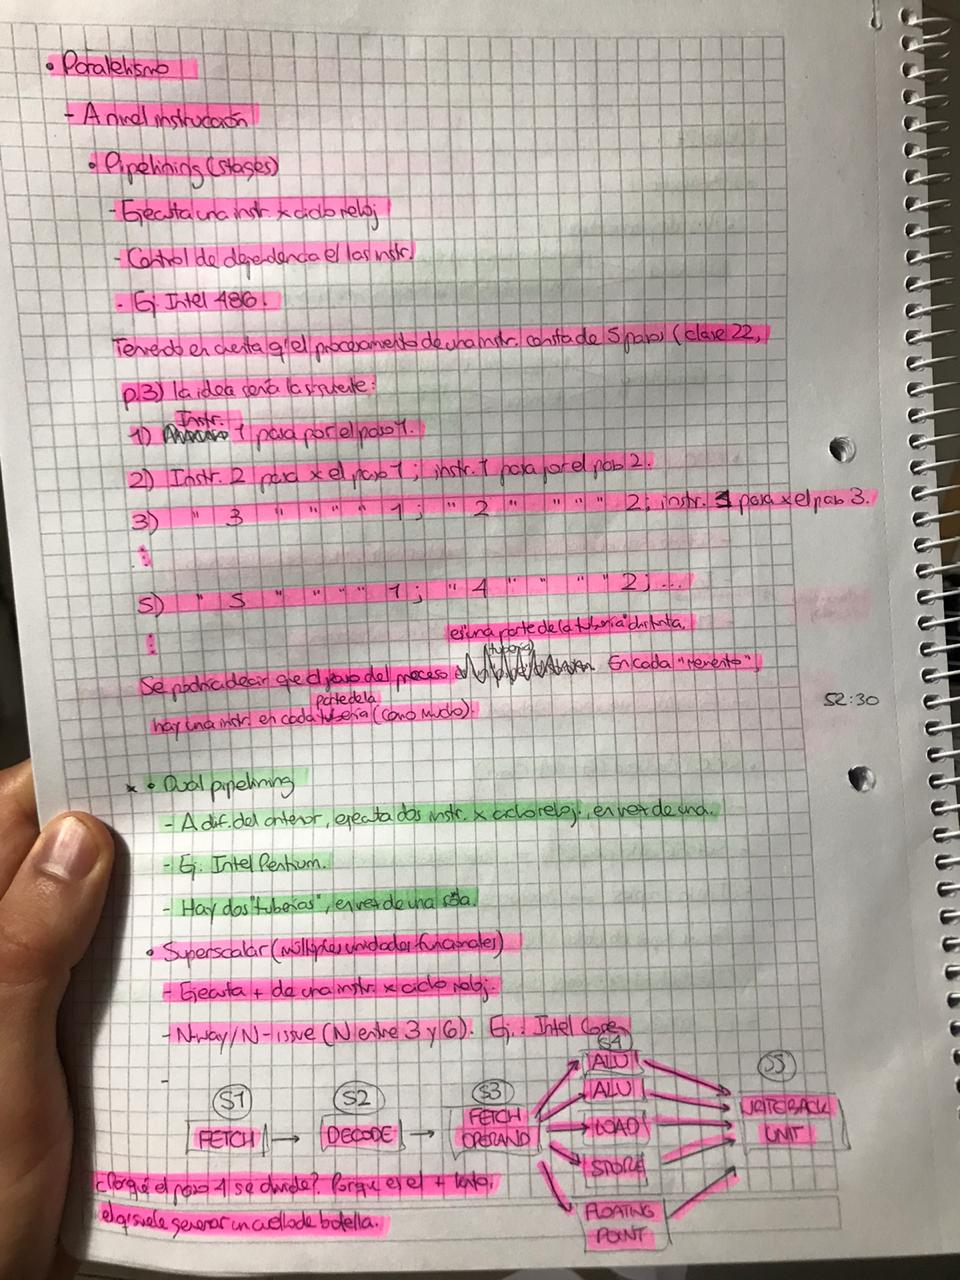 • Paralelismo
- A nivel instrucción
• Pipelining (stages)
- Ejecuta una instr. x ciclo reloj
- Control de dependencia e/ las instr.
- Ej: Intel 486.
Teniendo en cuenta q' el procesamiento de una instr. consta de 5 pasos (clase 22,
p.3) la idea sería la siguiente:
1) Instr. 1 pasa por el paso 1.
2) Instr. 2 pasa x el paso 1; instr. 1 pasa por el paso 2.
3) " 3 " " " " 1; " 2 " " " " 2; instr. 1 pasa x el paso 3.
⋮
5) " 5 " " " " 1; " 4 " " " " 2; ...
⋮
es una parte de la tubería distinta.
(tubería)
Se podría decir que el paso del proceso En cada "momento",
parte de la
hay una instr. en cada tubería (como mucho).
52:30
* • Dual pipelining
- A dif. del anterior, ejecuta dos instr. x ciclo reloj, en vez de una.
- Ej: Intel Pentium.
- Hay dos "tuberías", en vez de una sola.
• Superscalar (múltiples unidades funcionales)
- Ejecuta + de una instr. x ciclo reloj.
- N-way/N-issue (N entre 3 y 6). Ej.: Intel Core
S1 S2 S3 S4 S5
FETCH → DECODE → FETCH OPERAND
ALU
ALU
LOAD
STORE
FLOATING POINT
WRITEBACK UNIT
¿Por qué el paso 4 se divide? Porque es el + lento,
el q' suele generar un cuello de botella.